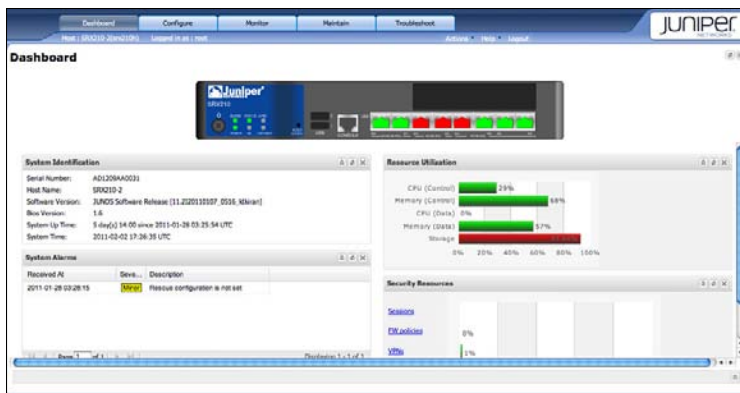 Dashboard Configure Monitor Maintain Troubleshoot
JUNIPER
NETWORKS
Host : SRX210-2(srx210h) Logged in as : root
Actions Help Logout
Dashboard
Juniper
SRX210
CONSOLE
System Identification
Serial Number: AD1209AA0031
Host Name: SRX210-2
Software Version: JUNOS Software Release
Bios Version: 1.6
System Up Time: 5 day(s) 14:00 since 2011-01-28 03:25:54 UTC
System Time: 2011-02-02 17:26:35 UTC
System Alarms
Received At Seve... Description
2011-01-28 03:28:15 Minor Rescue configuration is not set
Page 1 of 1
Displaying 1 - 1 of 1
Resource Utilization
CPU (Control) 29%
Memory (Control) 68%
CPU (Data) 0%
Memory (Data) 57%
Storage
0% 20% 40% 60% 80% 100%
Security Resources
Sessions
FW policies 0%
VPNs 1%